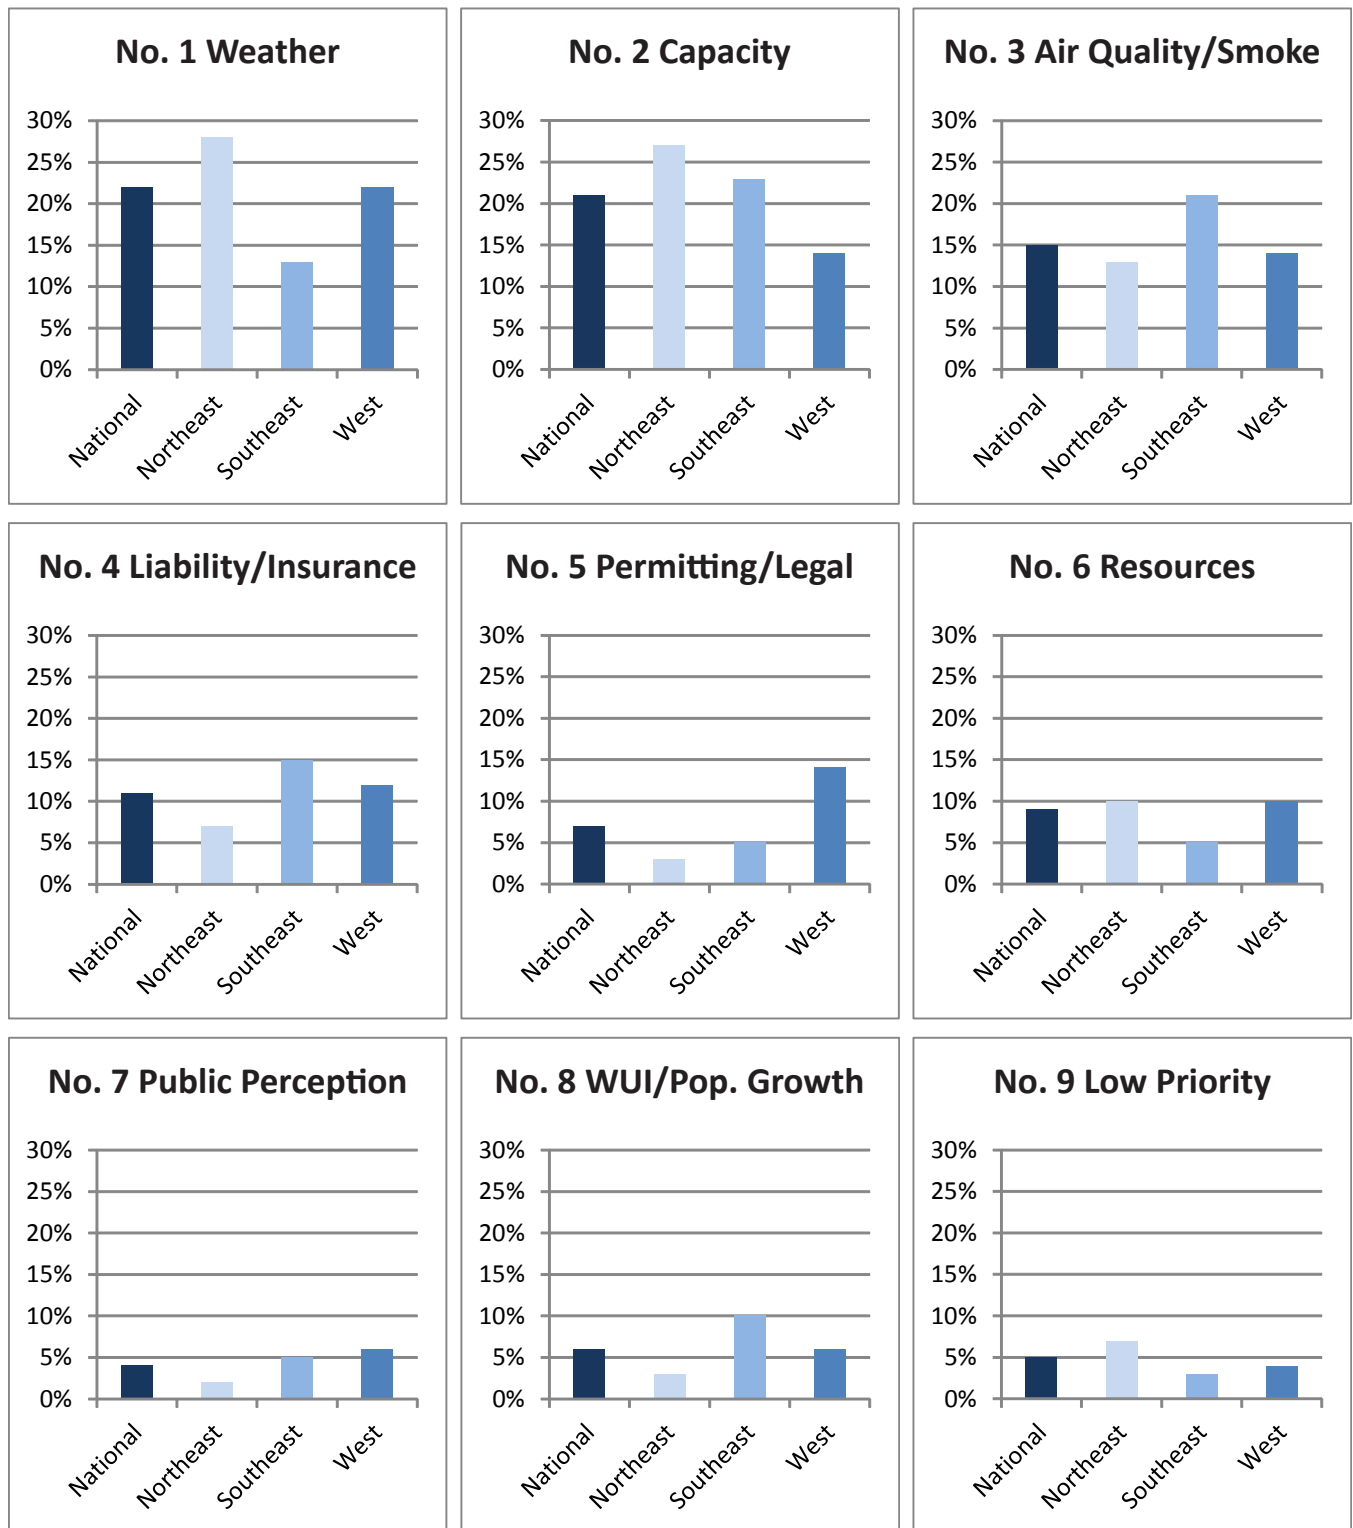 No. 1 Weather
30%
25%
20%
15%
10%
5%
0%
National
Northeast
Southeast
West
No. 2 Capacity
30%
25%
20%
15%
10%
5%
0%
National
Northeast
Southeast
West
No. 3 Air Quality/Smoke
30%
25%
20%
15%
10%
5%
0%
National
Northeast
Southeast
West
No. 4 Liability/Insurance
30%
25%
20%
15%
10%
5%
0%
National
Northeast
Southeast
West
No. 5 Permitting/Legal
30%
25%
20%
15%
10%
5%
0%
National
Northeast
Southeast
West
No. 6 Resources
30%
25%
20%
15%
10%
5%
0%
National
Northeast
Southeast
West
No. 7 Public Perception
30%
25%
20%
15%
10%
5%
0%
National
Northeast
Southeast
West
No. 8 WUI/Pop. Growth
30%
25%
20%
15%
10%
5%
0%
National
Northeast
Southeast
West
No. 9 Low Priority
30%
25%
20%
15%
10%
5%
0%
National
Northeast
Southeast
West